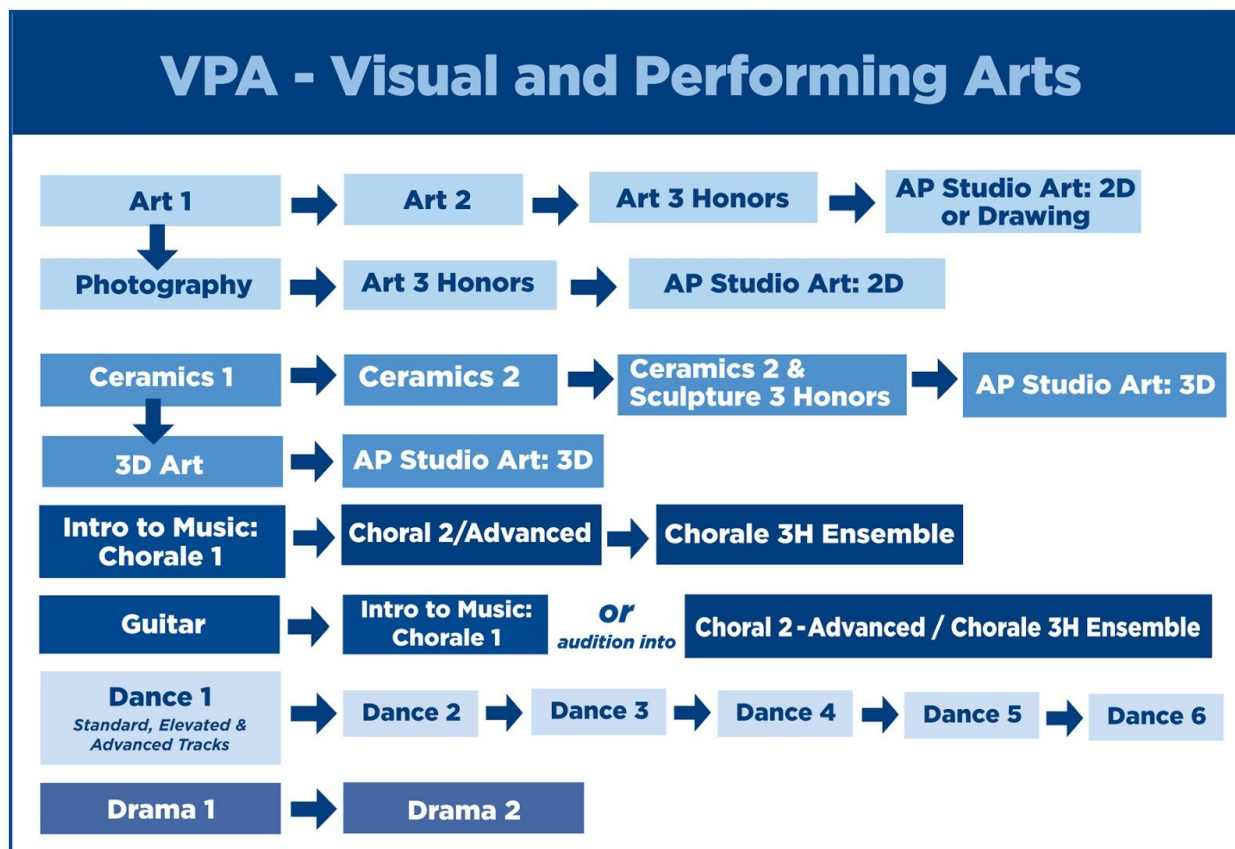 VPA - Visual and Performing Arts
Art 1
Art 2
Art 3 Honors
AP Studio Art: 2D
or Drawing
Photography
Art 3 Honors
AP Studio Art: 2D
Ceramics 1
Ceramics 2
Ceramics 2 &
Sculpture 3 Honors
AP Studio Art: 3D
3D Art
AP Studio Art: 3D
Intro to Music:
Chorale 1
Choral 2/Advanced
Chorale 3H Ensemble
Guitar
Intro to Music:
Chorale 1
or
audition into
Choral 2-Advanced / Chorale 3H Ensemble
Dance 1
Standard, Elevated &
Advanced Tracks
Dance 2
Dance 3
Dance 4
Dance 5
Dance 6
Drama 1
Drama 2